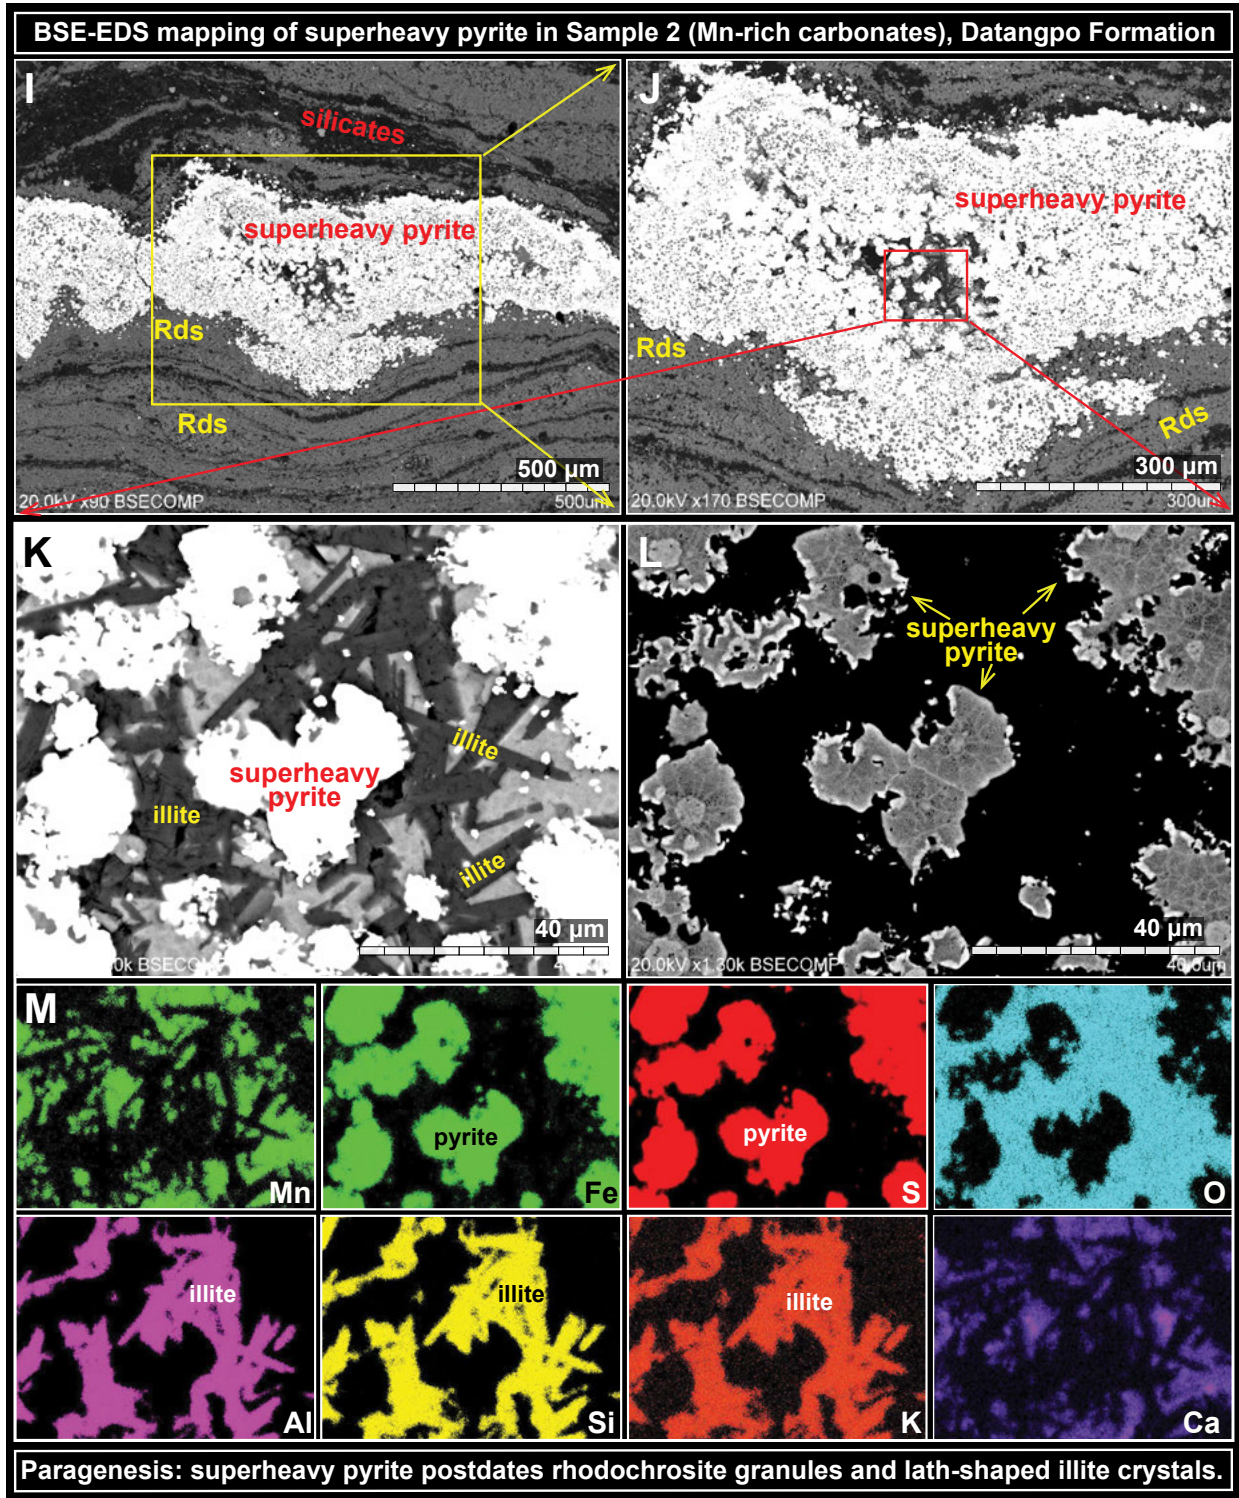 BSE-EDS mapping of superheavy pyrite in Sample 2 (Mn-rich carbonates), Datangpo Formation
I
silicates
superheavy pyrite
Rds
Rds
500 µm
20.0kV x90 BSECOMP
500um
J
superheavy pyrite
Rds
Rds
300 µm
20.0kV x170 BSECOMP
300um
K
illite
superheavy
pyrite
illite
illite
40 µm
0k BSECOMP
L
superheavy
pyrite
40 µm
20.0kV x1.30k BSECOMP
40.0um
M
Mn
pyrite
Fe
pyrite
S
O
illite
Al
illite
Si
illite
K
Ca
Paragenesis: superheavy pyrite postdates rhodochrosite granules and lath-shaped illite crystals.